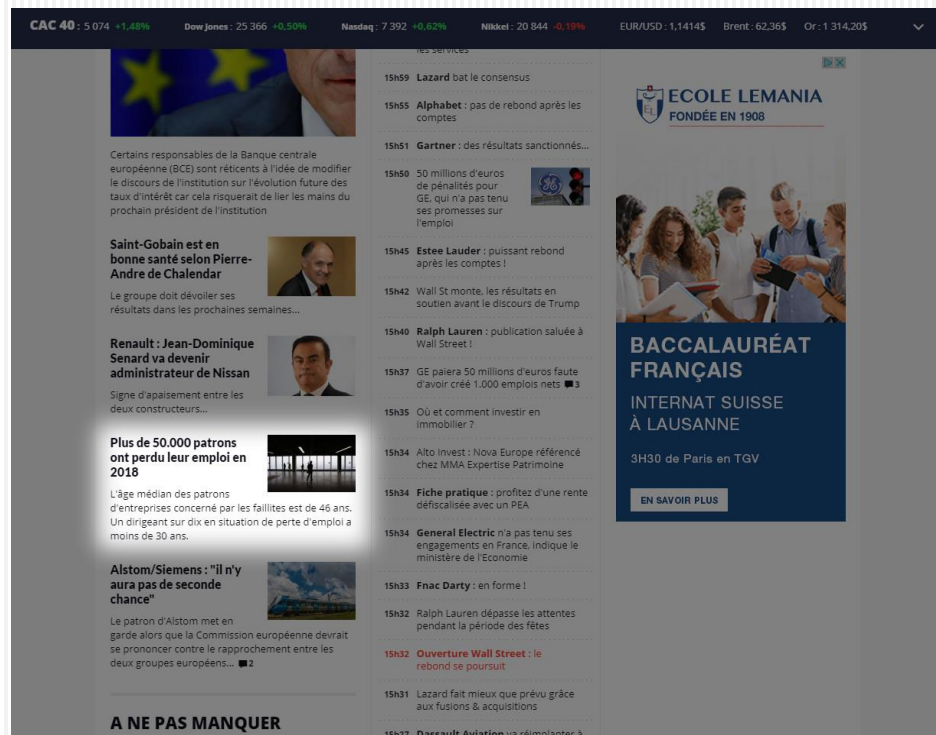 CAC 40 : 5 074 +1,48% Dow Jones : 25 366 +0,50% Nasdaq : 7 392 +0,62% Nikkei : 20 844 -0,19% EUR/USD : 1,1414$ Brent : 62,36$ Or : 1 314,20$
Certains responsables de la Banque centrale
européenne (BCE) sont réticents à l'idée de modifier
le discours de l'institution sur l'évolution future des
taux d'intérêt car cela risquerait de lier les mains du
prochain président de l'institution
Saint-Gobain est en
bonne santé selon Pierre-
Andre de Chalendar
Le groupe doit dévoiler ses
résultats dans les prochaines semaines...
Renault : Jean-Dominique
Senard va devenir
administrateur de Nissan
Signe d'apaisement entre les
deux constructeurs...
Plus de 50.000 patrons
ont perdu leur emploi en
2018
L'âge médian des patrons
d'entreprises concerné par les faillites est de 46 ans.
Un dirigeant sur dix en situation de perte d'emploi a
moins de 30 ans.
Alstom/Siemens : "il n'y
aura pas de seconde
chance"
Le patron d'Alstom met en
garde alors que la Commission européenne devrait
se prononcer contre le rapprochement entre les
deux groupes européens... 2
A NE PAS MANQUER
les services
15h59 Lazard bat le consensus
15h55 Alphabet : pas de rebond après les
comptes
15h51 Gartner : des résultats sanctionnés...
15h50 50 millions d'euros
de pénalités pour
GE, qui n'a pas tenu
ses promesses sur
l'emploi
15h45 Estee Lauder : puissant rebond
après les comptes !
15h42 Wall St monte, les résultats en
soutien avant le discours de Trump
15h40 Ralph Lauren : publication saluée à
Wall Street !
15h37 GE paiera 50 millions d'euros faute
d'avoir créé 1.000 emplois nets 3
15h35 Où et comment investir en
immobilier ?
15h34 Alto Invest : Nova Europe référencé
chez MMA Expertise Patrimoine
15h34 Fiche pratique : profitez d'une rente
défiscalisée avec un PEA
15h34 General Electric n'a pas tenu ses
engagements en France, indique le
ministère de l'Economie
15h33 Fnac Darty : en forme !
15h32 Ralph Lauren dépasse les attentes
pendant la période des fêtes
15h32 Ouverture Wall Street : le
rebond se poursuit
15h31 Lazard fait mieux que prévu grâce
aux fusions & acquisitions
15h27 Dassault Aviation va réimplanter à
EL
ECOLE LEMANIA
FONDÉE EN 1908
BACCALAURÉAT
FRANÇAIS
INTERNAT SUISSE
À LAUSANNE
3H30 de Paris en TGV
EN SAVOIR PLUS